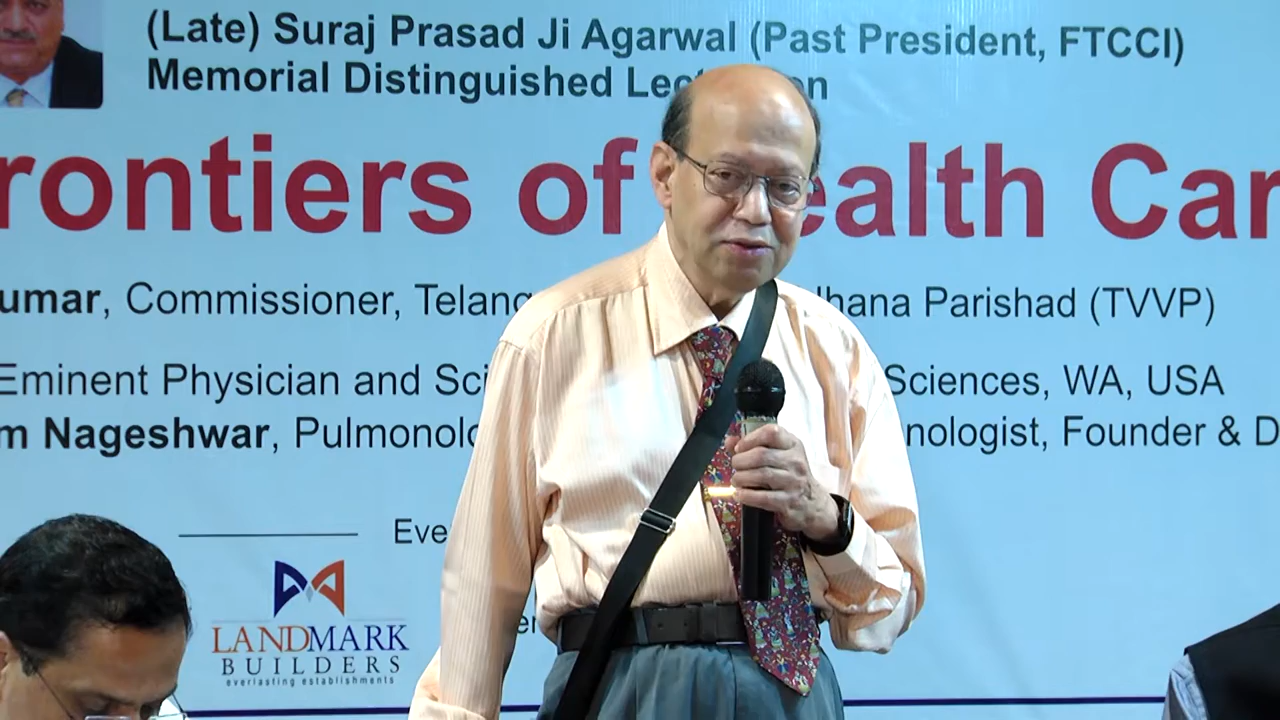 (Late) Suraj Prasad Ji Agarwal (Past President, FTCCI)
Memorial Distinguished Lec on
rontiers of ealth Car
umar, Commissioner, Telang dhana Parishad (TVVP)
Eminent Physician and Sci Sciences, WA, USA
m Nageshwar, Pulmonolo nologist, Founder & D
Eve
LANDMARK
BUILDERS
everlasting establishments